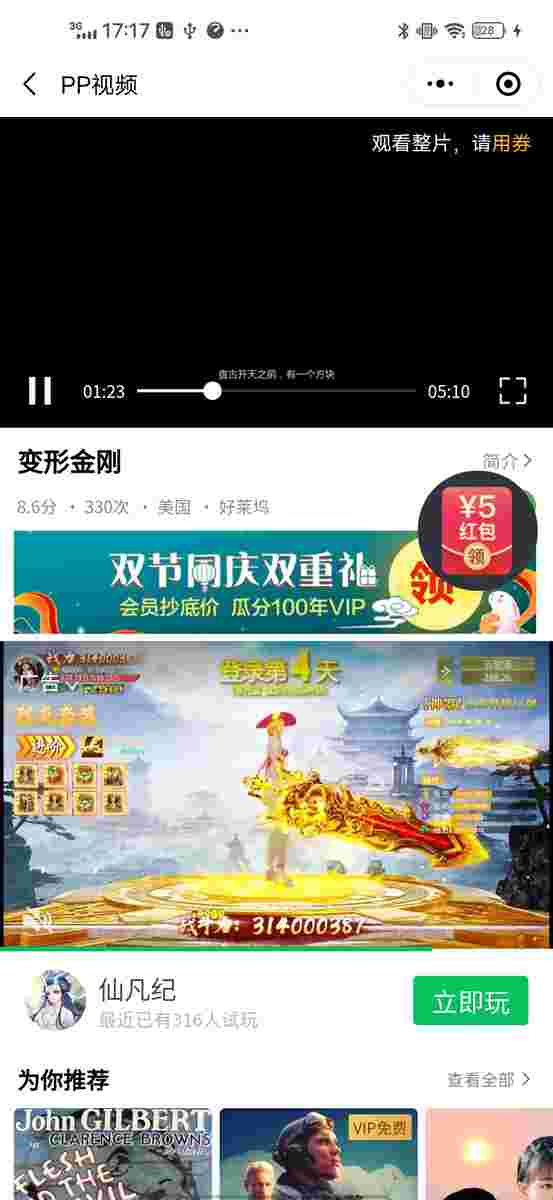 3G 17:17 28
PP视频
观看整片，请用券
盘古开天之前，有一个方块
01:23 05:10
变形金刚
简介
8.6分 · 330次 · 美国 · 好莱坞
¥5
红包
领
双节同庆双重礼
领
会员抄底价 瓜分100年VIP
广告
登录第4天
进阶
战斗力：314000387
仙凡纪
最近已有316人试玩
立即玩
为你推荐
查看全部
John GILBERT
CLARENCE BROWN'S
FLESH
VIP免费